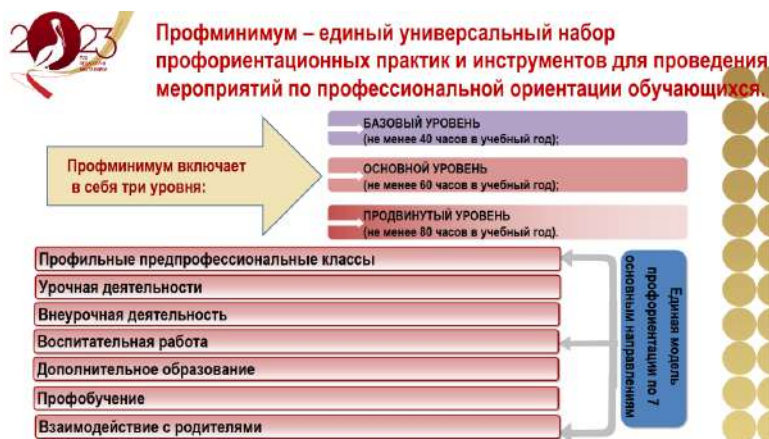 2023
Профминимум – единый универсальный набор
профориентационных практик и инструментов для проведения
мероприятий по профессиональной ориентации обучающихся.
Профминимум включает
в себя три уровня:
БАЗОВЫЙ УРОВЕНЬ
(не менее 40 часов в учебный год);
ОСНОВНОЙ УРОВЕНЬ
(не менее 60 часов в учебный год);
ПРОДВИНУТЫЙ УРОВЕНЬ
(не менее 80 часов в учебный год).
Профильные предпрофессиональные классы
Урочная деятельности
Внеурочная деятельность
Воспитательная работа
Дополнительное образование
Профобучение
Взаимодействие с родителями
Единая модель
профориентации по 7
основным направлениям